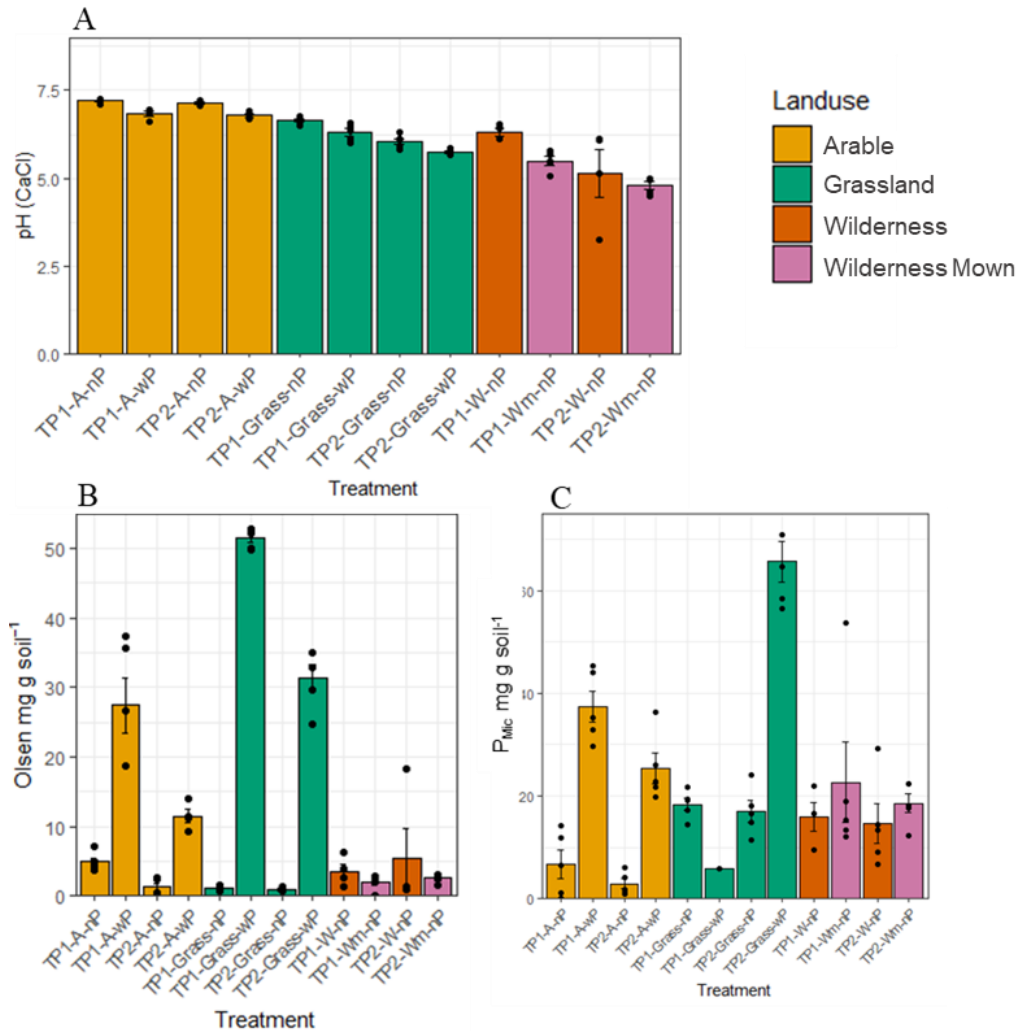 A
7.5
5.0
2.5
0.0
pH (CaCl)
TP1-A-nP
TP1-A-wP
TP2-A-nP
TP2-A-wP
TP1-Grass-nP
TP1-Grass-wP
TP2-Grass-nP
TP2-Grass-wP
TP1-W-nP
TP1-Wm-nP
TP2-W-nP
TP2-Wm-nP
Treatment
Landuse
Arable
Grassland
Wilderness
Wilderness Mown
B
50
40
30
20
10
0
Olsen mg g soil⁻¹
TP1-A-nP
TP1-A-wP
TP2-A-nP
TP2-A-wP
TP1-Grass-nP
TP1-Grass-wP
TP2-Grass-nP
TP2-Grass-wP
TP1-W-nP
TP1-Wm-nP
TP2-W-nP
TP2-Wm-nP
Treatment
C
60
40
20
0
P_Mic mg g soil⁻¹
TP1-A-nP
TP1-A-wP
TP2-A-nP
TP2-A-wP
TP1-Grass-nP
TP1-Grass-wP
TP2-Grass-nP
TP2-Grass-wP
TP1-W-nP
TP1-Wm-nP
TP2-W-nP
TP2-Wm-nP
Treatment